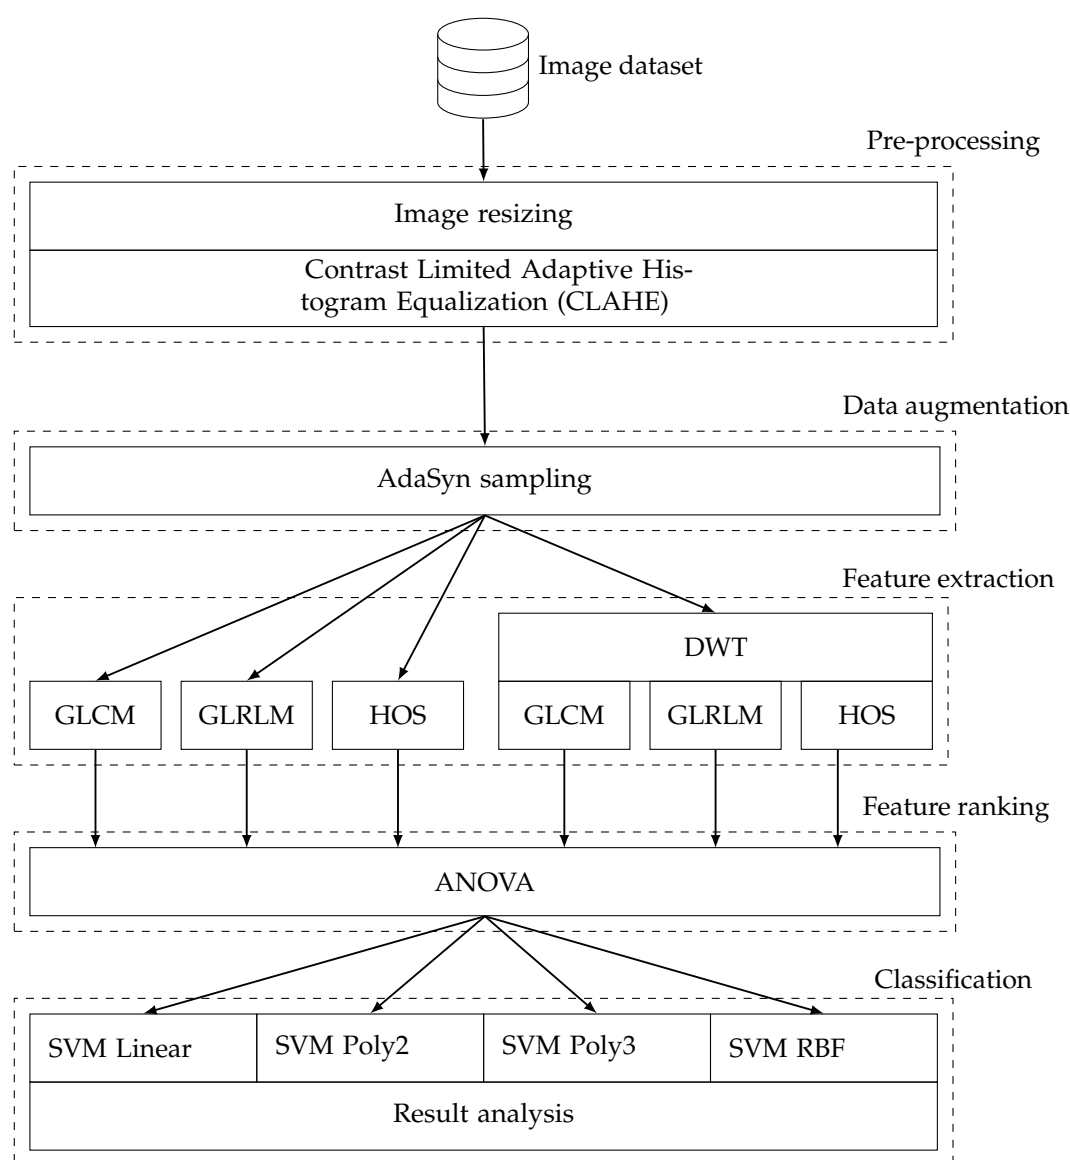 Image dataset
Pre-processing
Image resizing
Contrast Limited Adaptive His-
togram Equalization (CLAHE)
Data augmentation
AdaSyn sampling
Feature extraction
DWT
GLCM
GLRLM
HOS
GLCM
GLRLM
HOS
Feature ranking
ANOVA
Classification
SVM Linear
SVM Poly2
SVM Poly3
SVM RBF
Result analysis